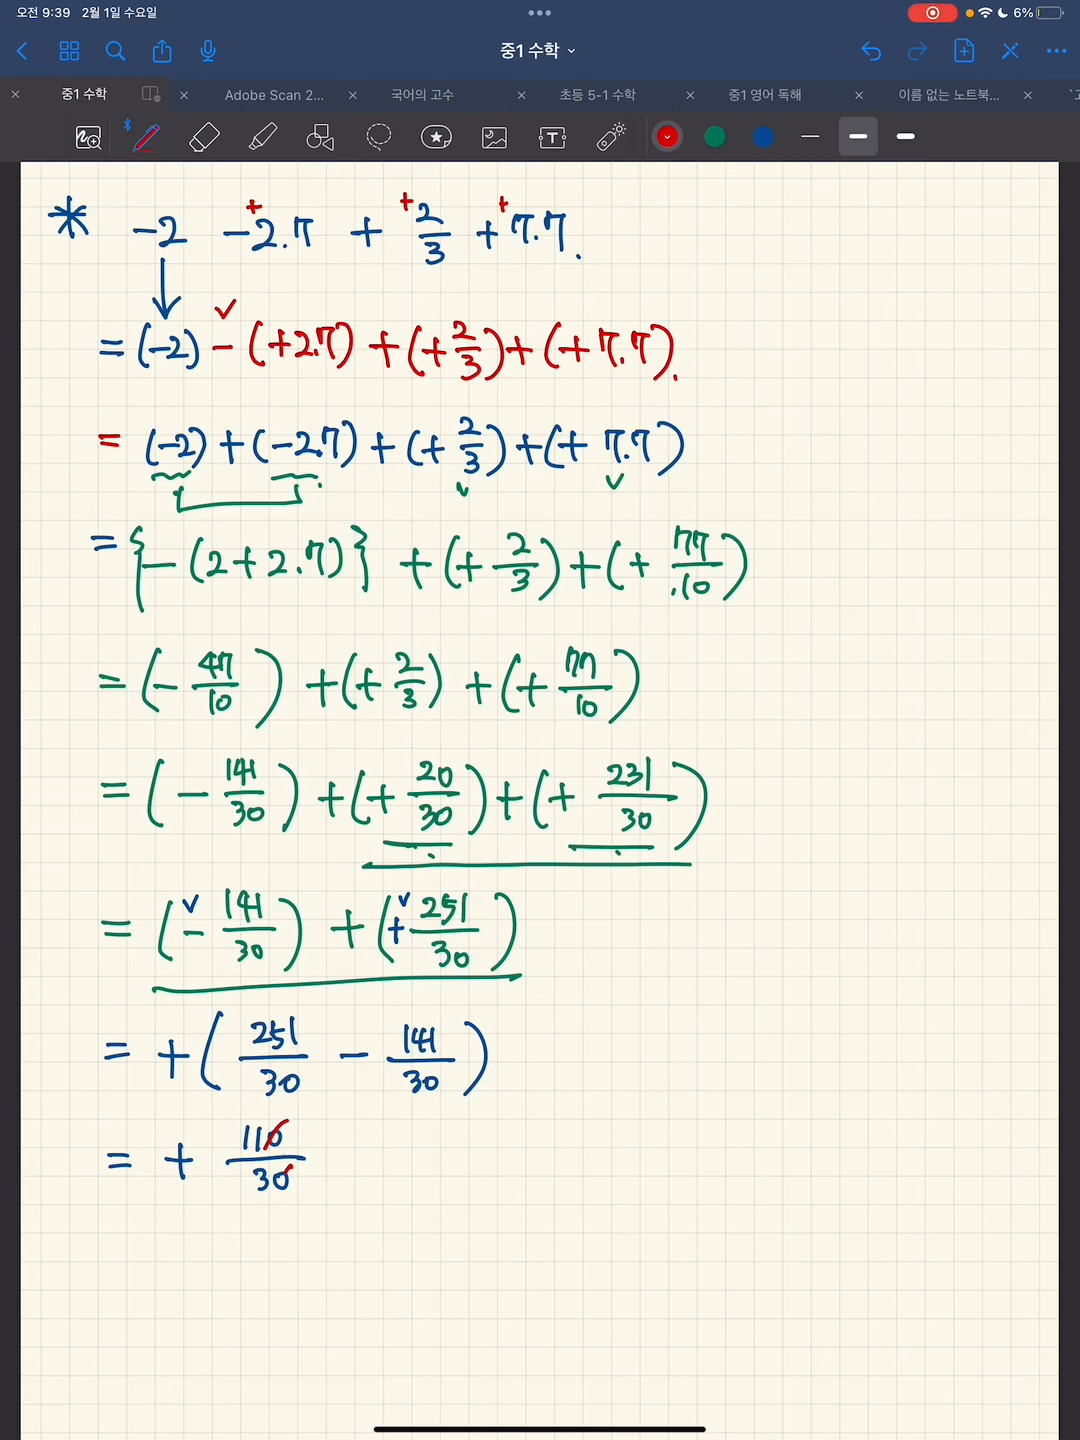 오전 9:39 2월 1일 수요일 6%
중1 수학
중1 수학 Adobe Scan 2... 국어의 고수 초등 5-1 수학 중1 영어 독해 이름 없는 노트북...
* -2 -2.7 + 2/3 + 7.7.
= (-2) - (+2.7) + (+2/3) + (+7.7).
= (-2) + (-2.7) + (+2/3) + (+7.7)
= {-(2+2.7)} + (+2/3) + (+77/10)
= (-47/10) + (+2/3) + (+77/10)
= (-141/30) + (+20/30) + (+231/30)
= (-141/30) + (+251/30)
= +(251/30 - 141/30)
= + 110/30